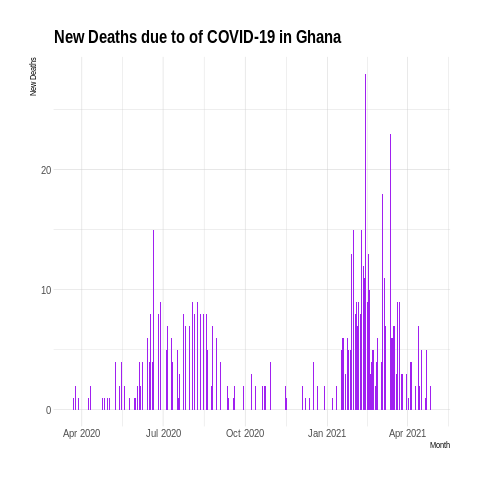 New Deaths due to of COVID-19 in Ghana
New Deaths
20
10
0
Apr 2020 Jul 2020 Oct 2020 Jan 2021 Apr 2021
Month